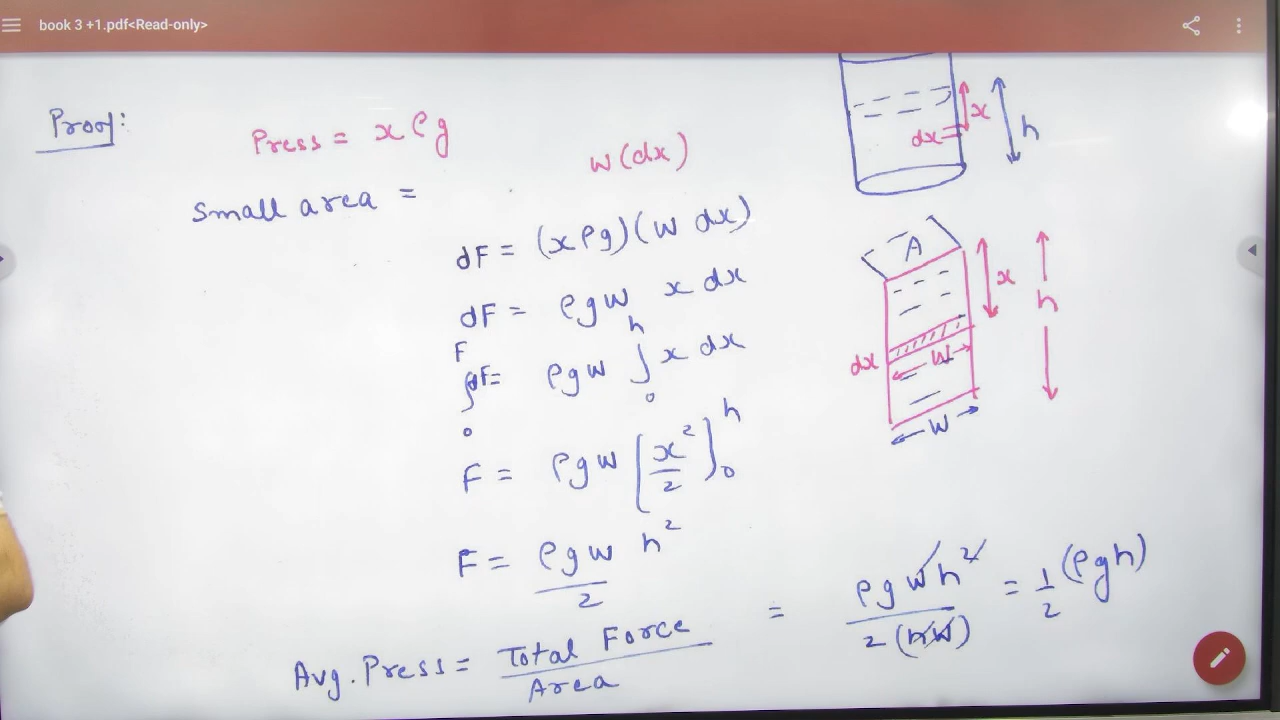 book 3 +1.pdf<Read-only>
Proof:
Press = xρg
w(dx)
Small area =
dF = (xρg)(w dx)
dF = ρgw x dx
∫₀ᶠ dF = ρgw ∫₀ʰ x dx
F = ρgw [x²/2]₀ʰ
F = ρgw/2 h²
Avg. Press = Total Force/Area = ρgwh²/2(hw) = 1/2 (ρgh)
x
dx
h
A
x
h
dx
w
w